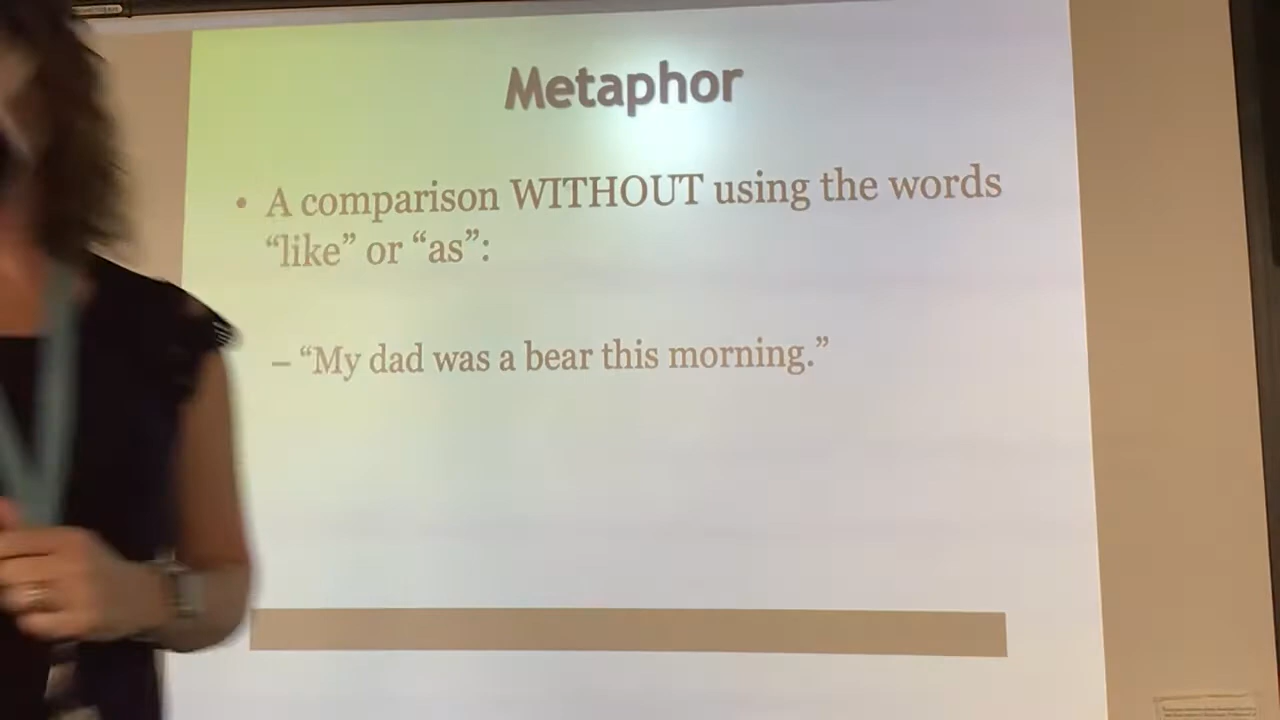 Metaphor
• A comparison WITHOUT using the words
“like” or “as”:
– “My dad was a bear this morning.”